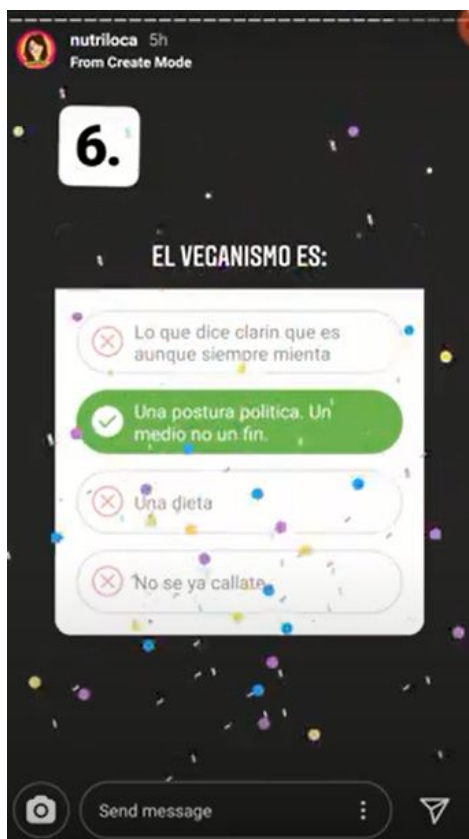 nutriloca 5h
From Create Mode
6.
EL VEGANISMO ES:
Lo que dice clarin que es
aunque siempre mienta
Una postura politica. Un
medio no un fin.
Una dieta
No se ya callate
Send message